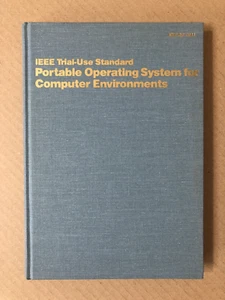 IEEE Trial-Use Standard
Portable Operating System for
Computer Environments